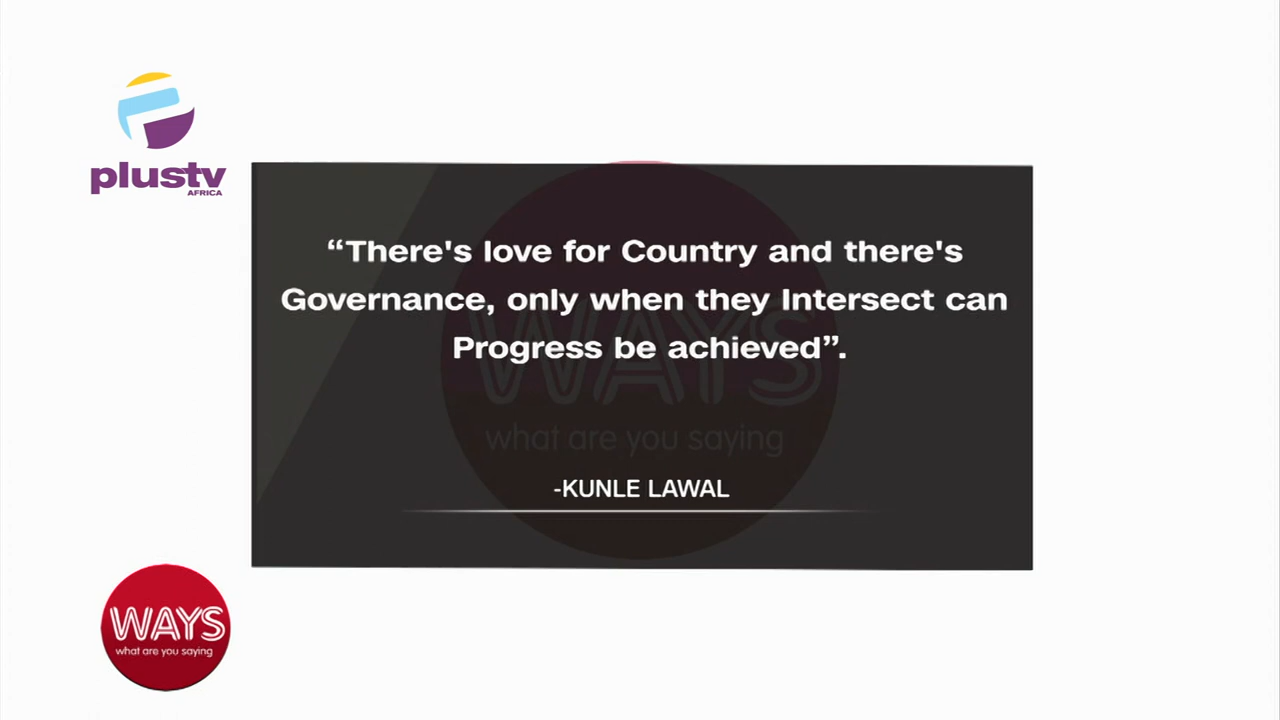 plustv
AFRICA
“There's love for Country and there's
Governance, only when they Intersect can
Progress be achieved”.
WAYS
what are you saying
-KUNLE LAWAL
WAYS
what are you saying